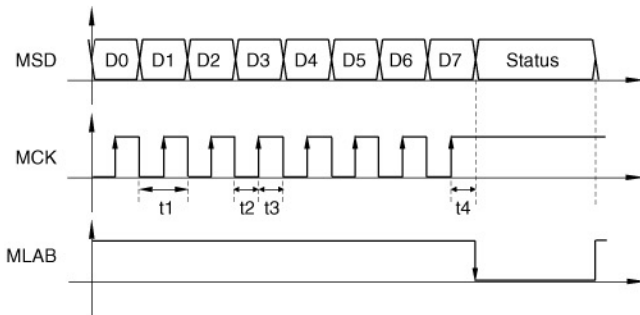 MSD D0 D1 D2 D3 D4 D5 D6 D7 Status
MCK
t1 t2 t3 t4
MLAB